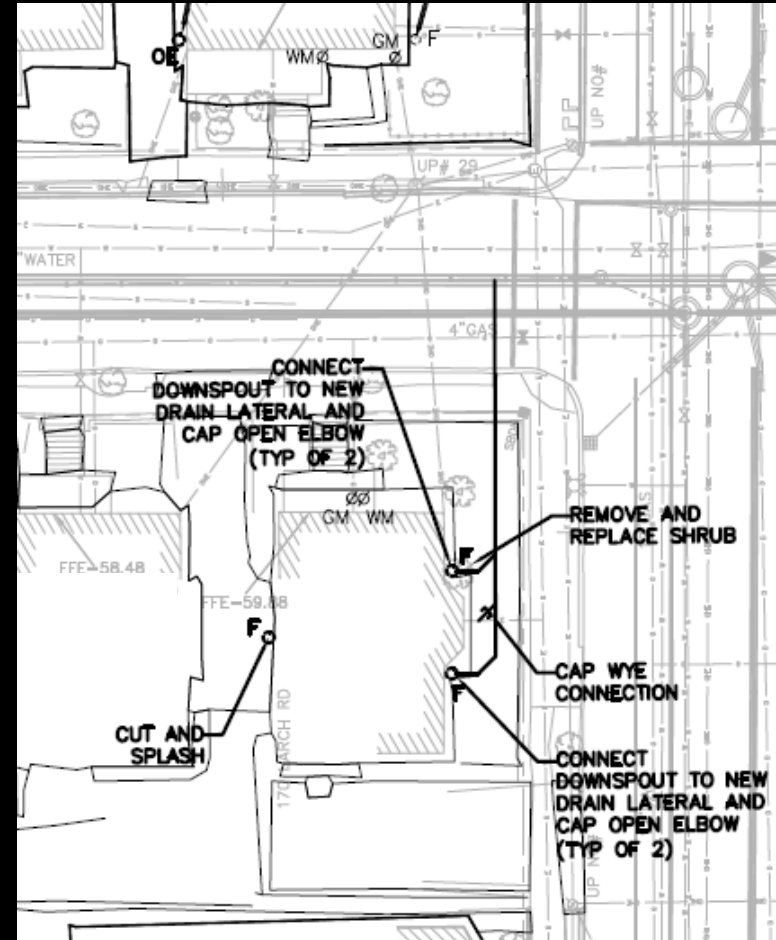 OE
WM
GM
F
UP NO#
UP# 29
"WATER
4"GAS
CONNECT
DOWNSPOUT TO NEW
DRAIN LATERAL AND
CAP OPEN ELBOW
(TYP OF 2)
GM WM
REMOVE AND
REPLACE SHRUB
F
FFE-58.48
FFE-59.88
F
CAP WYE
CONNECTION
F
CUT AND
SPLASH
CONNECT
DOWNSPOUT TO NEW
DRAIN LATERAL AND
CAP OPEN ELBOW
(TYP OF 2)